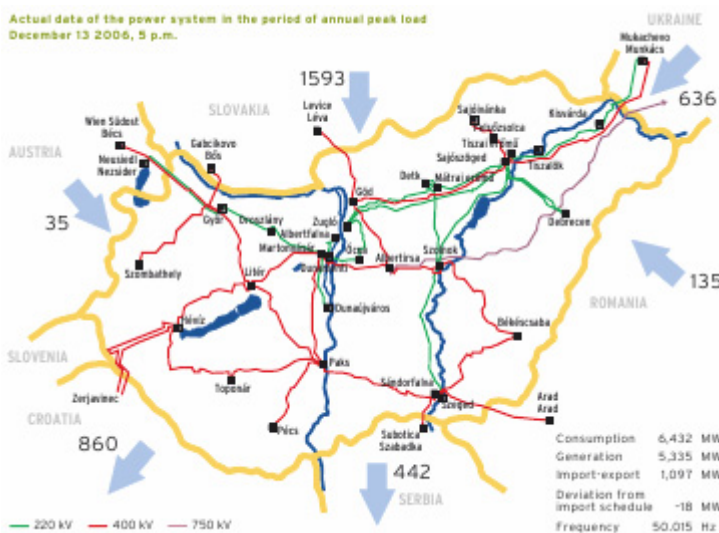 Actual data of the power system in the period of annual peak load
December 13 2006, 5 p.m.
UKRAINE
Mukacheno
Munkács
1593
SLOVAKIA
Levice
Léva
Sajóivánka
Kisvárda
636
Wien Südost
Bécs
Gabcikovo
Bős
Felsőzsolca
Neusiedl
Nezsider
Sajószöged
Tiszalök
AUSTRIA
Detk
Göd
35
Győr
Oroszlány
Zugló
Debrecen
Albertfalva
Ócsa
Albertirsa
Szolnok
Szombathely
Litér
135
Dunaújváros
ROMANIA
Hévíz
Békéscsaba
SLOVENIA
Paks
Toponár
Sándorfalva
Szeged
Zerjavinec
Arad
Arad
CROATIA
Pécs
Subotica
Szabadka
860
442
SERBIA
Consumption 6,432 MW
Generation 5,335 MW
Import-export 1,097 MW
Deviation from
import schedule -18 MW
Frequency 50.015 Hz
220 kV 400 kV 750 kV